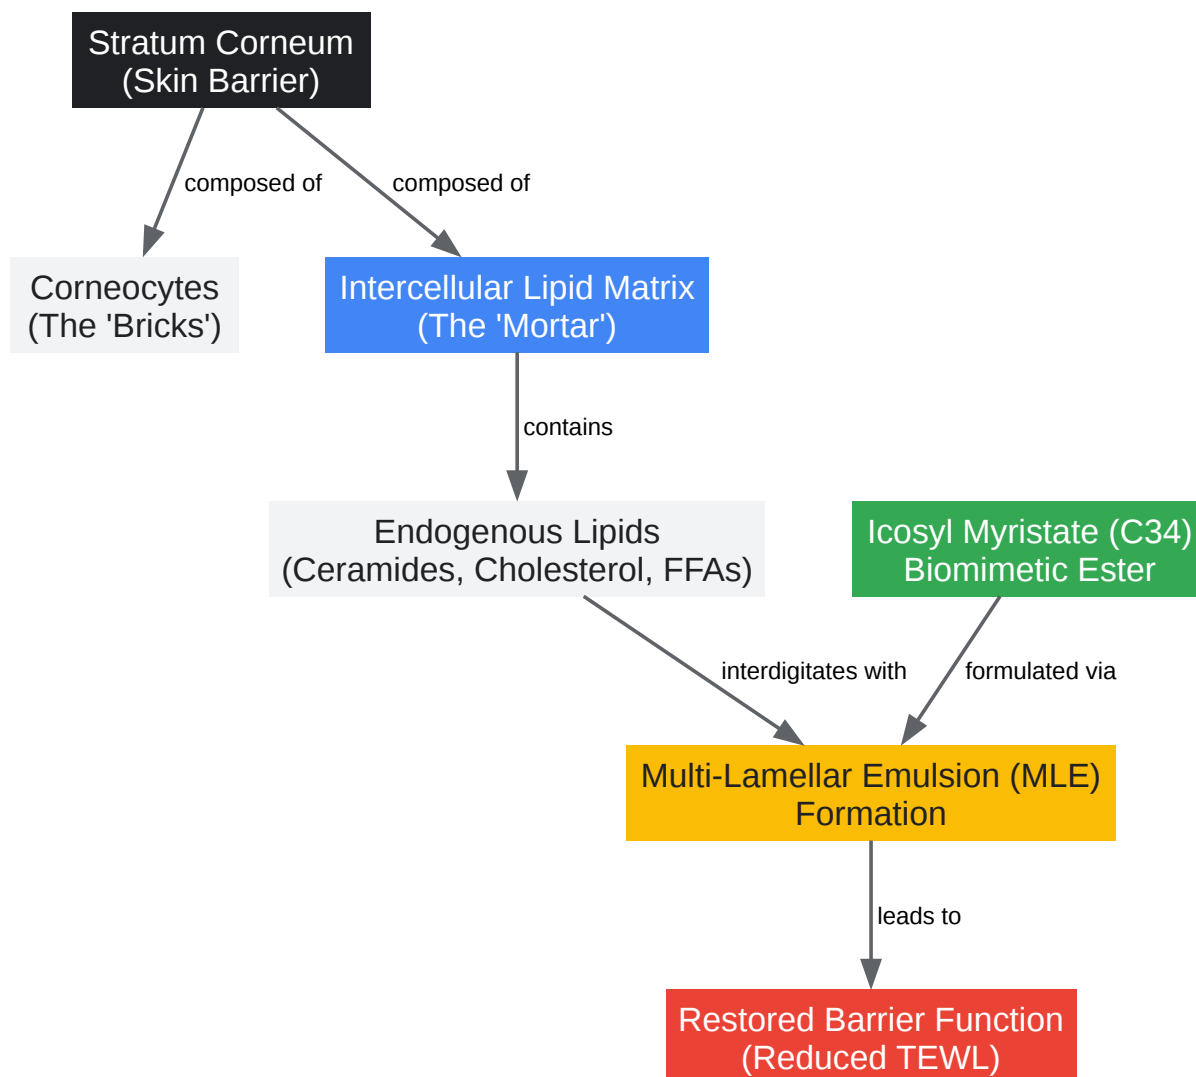 Stratum Corneum
(Skin Barrier)
composed of
composed of
Corneocytes
(The 'Bricks')
Intercellular Lipid Matrix
(The 'Mortar')
contains
Endogenous Lipids
(Ceramides, Cholesterol, FFAs)
Icosyl Myristate (C34)
Biomimetic Ester
interdigitates with
formulated via
Multi-Lamellar Emulsion (MLE)
Formation
leads to
Restored Barrier Function
(Reduced TEWL)